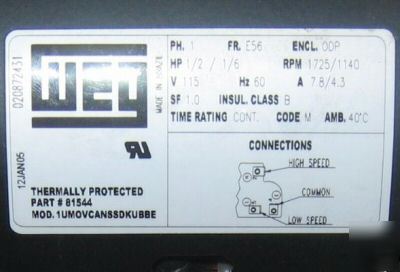 020872431
12JAN05
WEG
MADE IN BRAZIL
THERMALLY PROTECTED
PART # 81544
MOD. 1UMOVCANSSDKUBBE
PH. 1 FR. E56 ENCL. ODP
HP 1/2 / 1/6 RPM 1725/1140
V 115 Hz 60 A 7.8/4.3
SF 1.0 INSUL. CLASS B
TIME RATING CONT. CODE M AMB. 40°C
CONNECTIONS
HIGH SPEED
COMMON
LOW SPEED